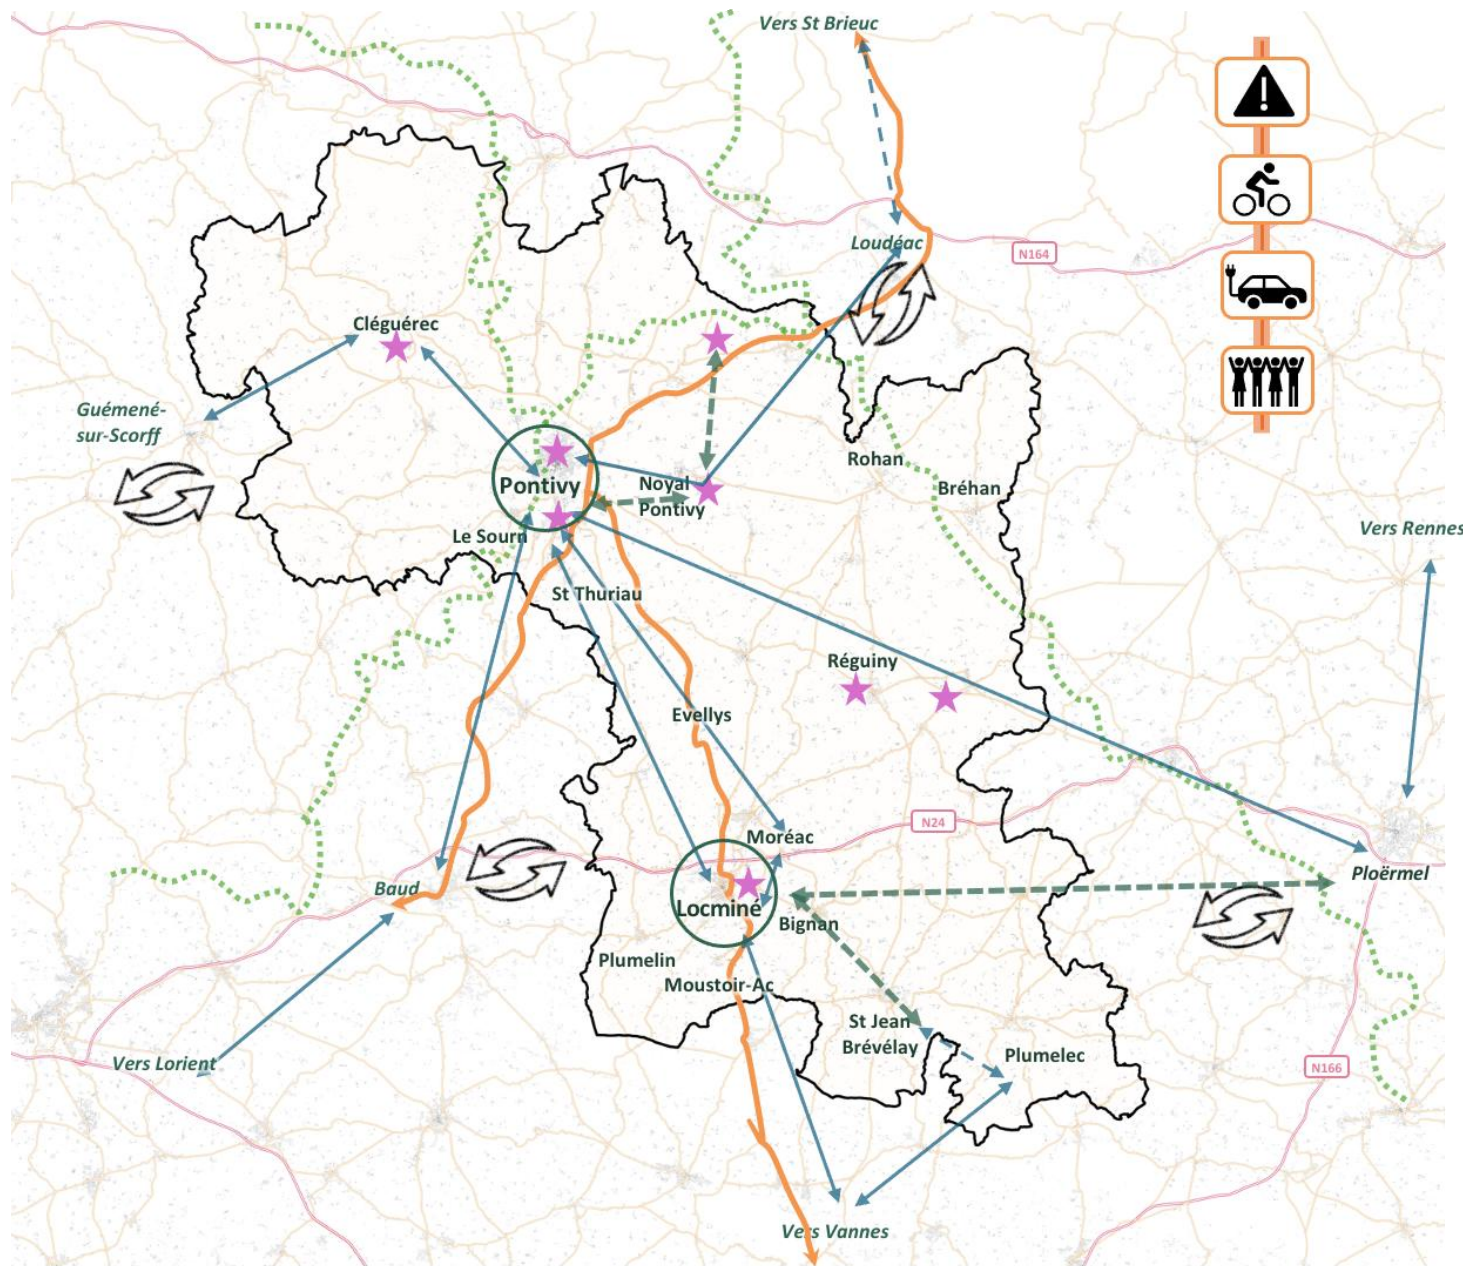 Vers St Brieuc
Loudéac
N164
Cléguérec
Guémené-
sur-Scorff
Rohan
Pontivy
Noyal
Pontivy
Bréhan
Le Sourn
Vers Rennes
St Thuriau
Réguiny
Evellys
N24
Moréac
Baud
Ploërmel
Locminé
Bignan
Plumelin
Moustoir-Ac
St Jean
Brévélay
Plumelec
Vers Lorient
N166
Vers Vannes